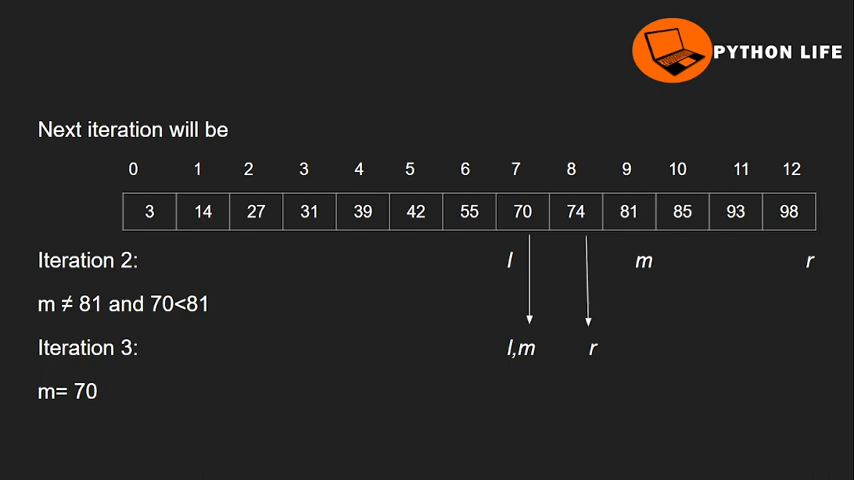 PYTHON LIFE
Next iteration will be
0 1 2 3 4 5 6 7 8 9 10 11 12
3 14 27 31 39 42 55 70 74 81 85 93 98
Iteration 2: l m r
m ≠ 81 and 70<81
Iteration 3: l,m r
m= 70